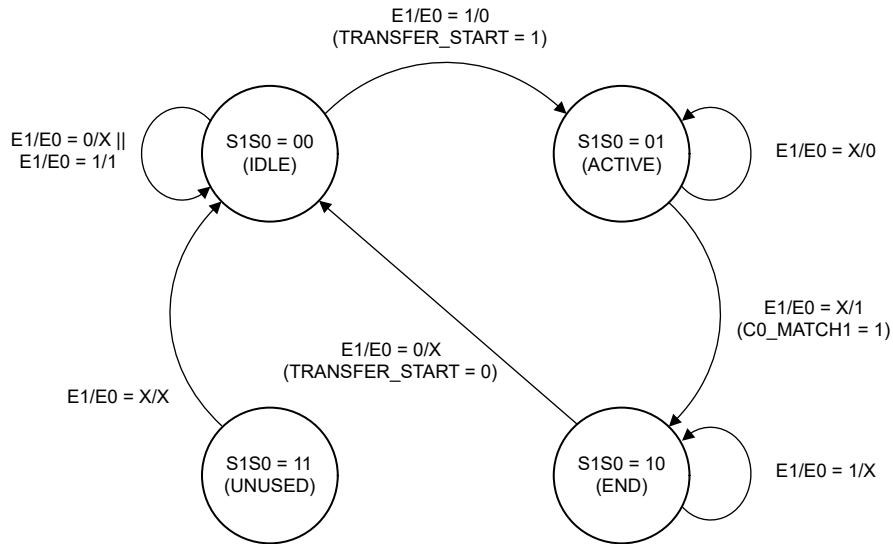 E1/E0 = 1/0
(TRANSFER_START = 1)
E1/E0 = 0/X ||
E1/E0 = 1/1
S1S0 = 00
(IDLE)
S1S0 = 01
(ACTIVE)
E1/E0 = X/0
E1/E0 = X/1
(C0_MATCH1 = 1)
E1/E0 = 0/X
(TRANSFER_START = 0)
E1/E0 = X/X
S1S0 = 11
(UNUSED)
S1S0 = 10
(END)
E1/E0 = 1/X